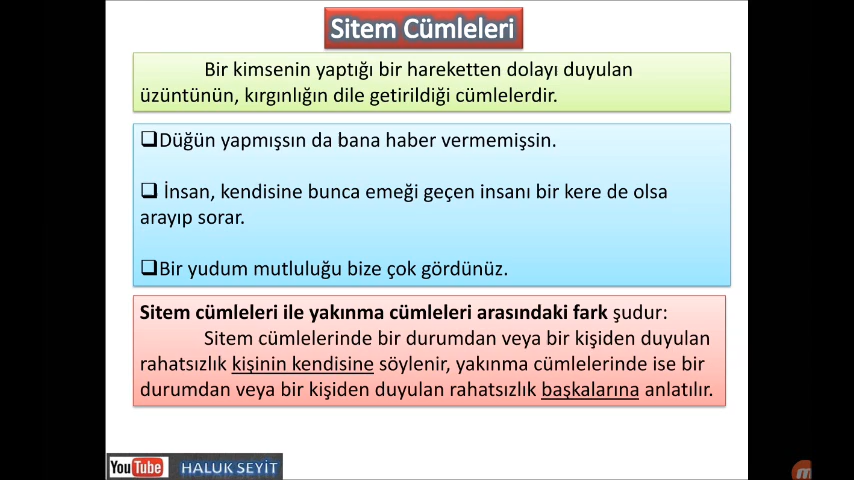 Sitem Cümleleri
Bir kimsenin yaptığı bir hareketten dolayı duyulan
üzüntünün, kırgınlığın dile getirildiği cümlelerdir.
❑Düğün yapmışsın da bana haber vermemişsin.
❑ İnsan, kendisine bunca emeği geçen insanı bir kere de olsa
arayıp sorar.
❑Bir yudum mutluluğu bize çok gördünüz.
Sitem cümleleri ile yakınma cümleleri arasındaki fark şudur:
Sitem cümlelerinde bir durumdan veya bir kişiden duyulan
rahatsızlık kişinin kendisine söylenir, yakınma cümlelerinde ise bir
durumdan veya bir kişiden duyulan rahatsızlık başkalarına anlatılır.
YouTube HALUK SEYİT